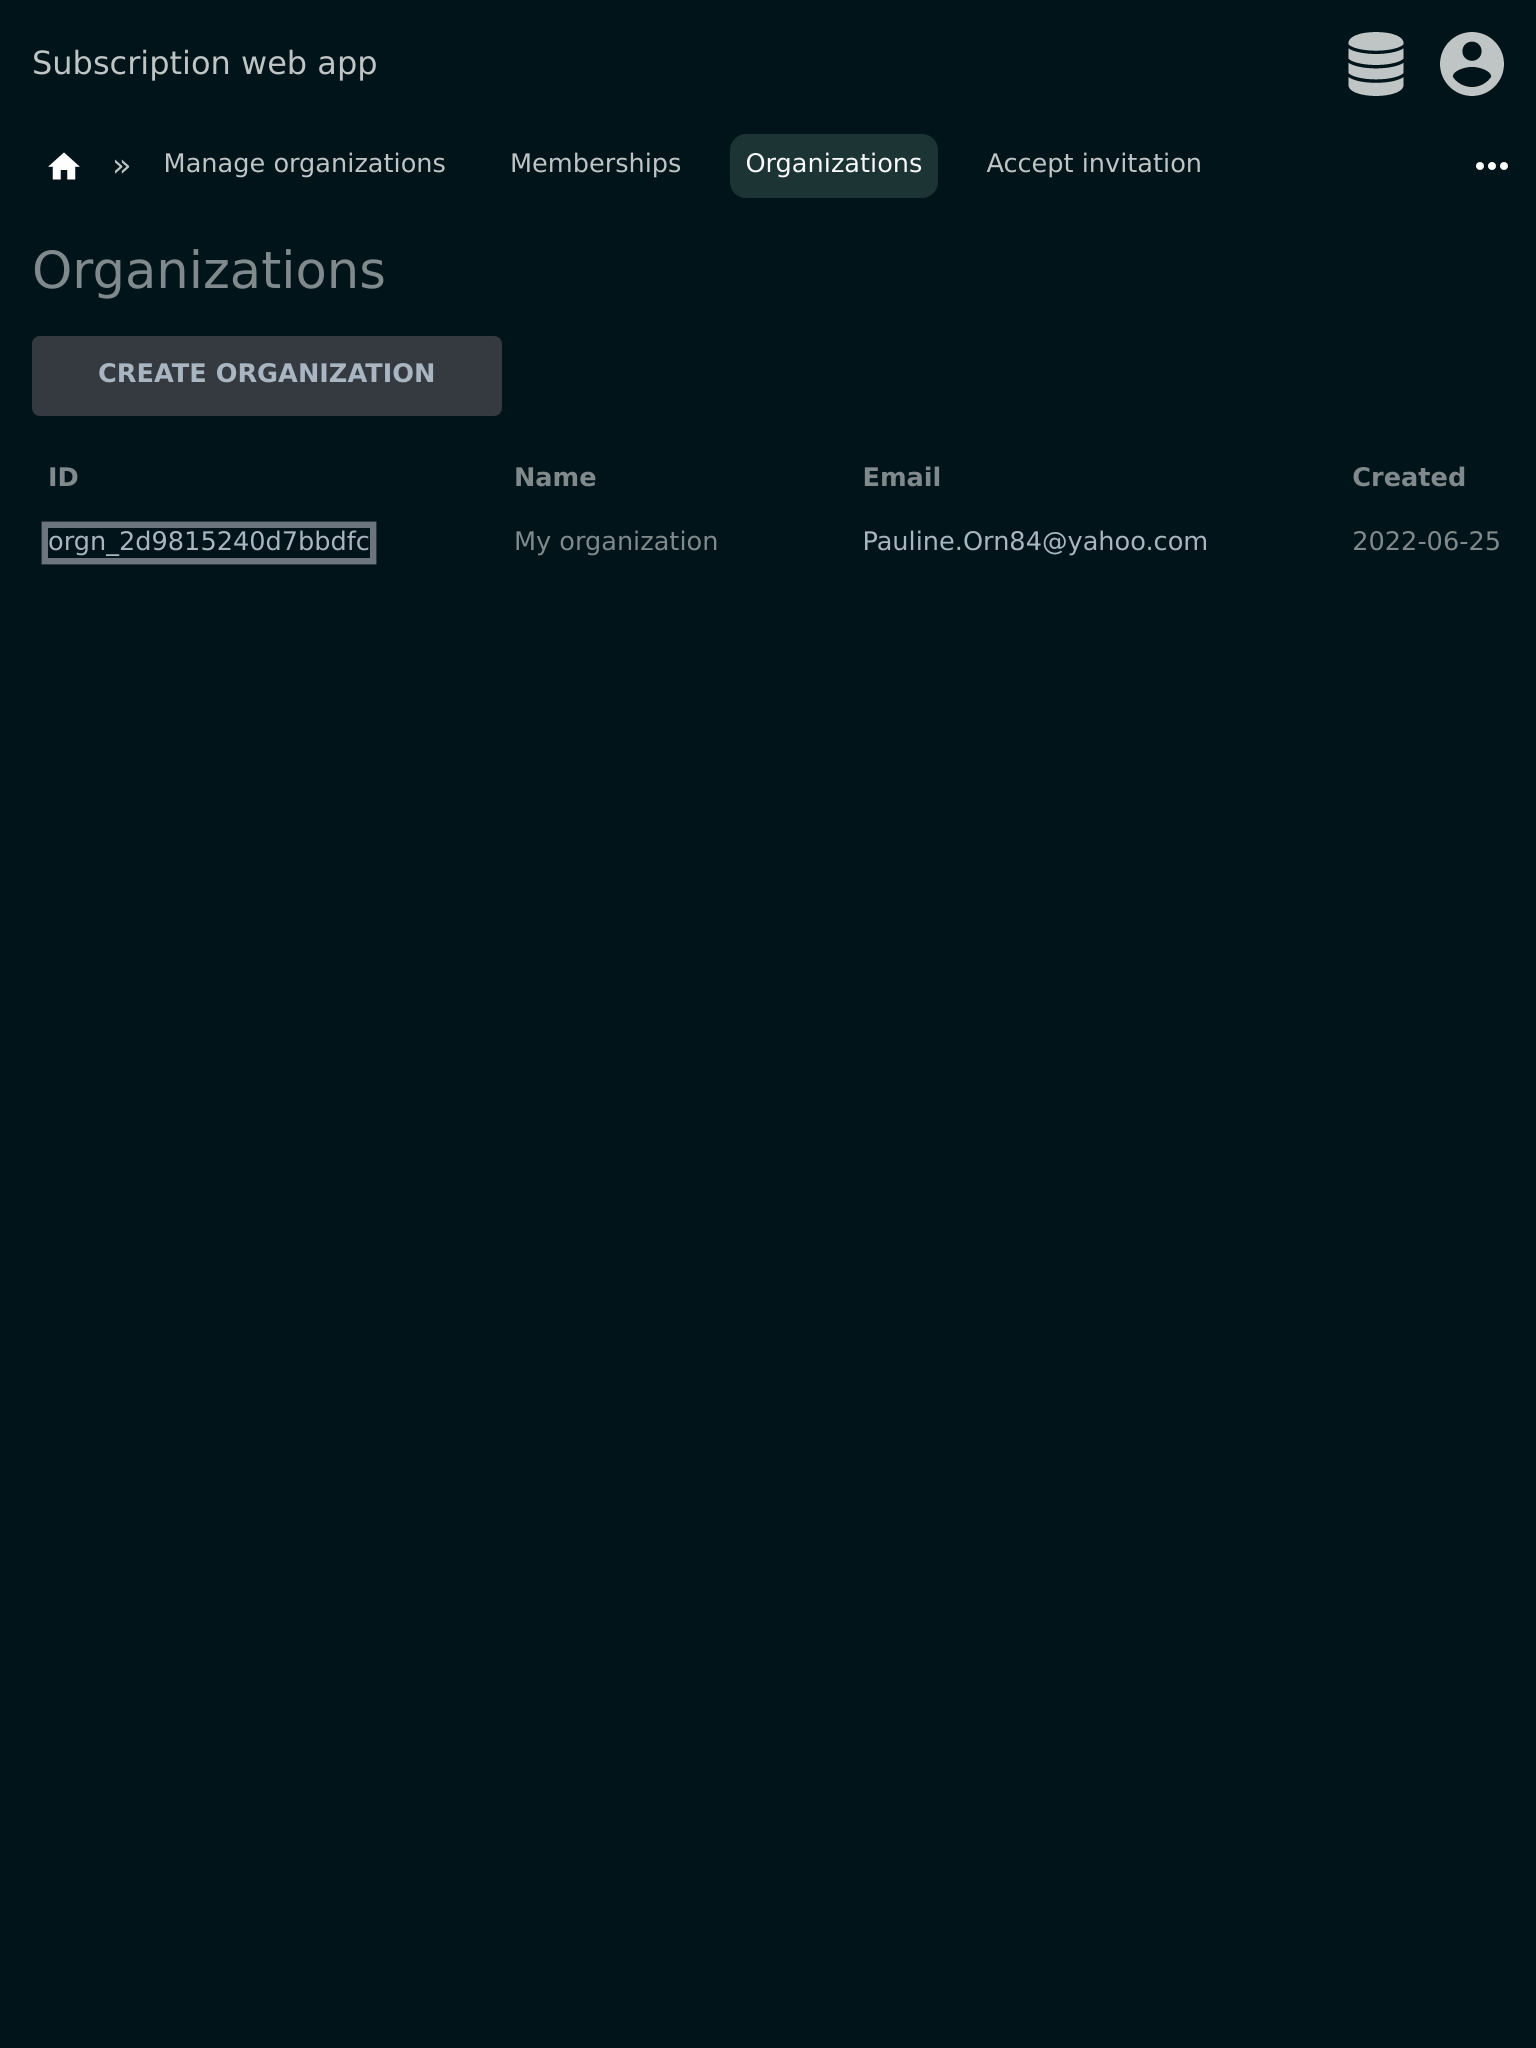 Subscription web app
» Manage organizations Memberships Organizations Accept invitation
Organizations
CREATE ORGANIZATION
ID Name Email Created
orgn_2d9815240d7bbdfc My organization Pauline.Orn84@yahoo.com 2022-06-25